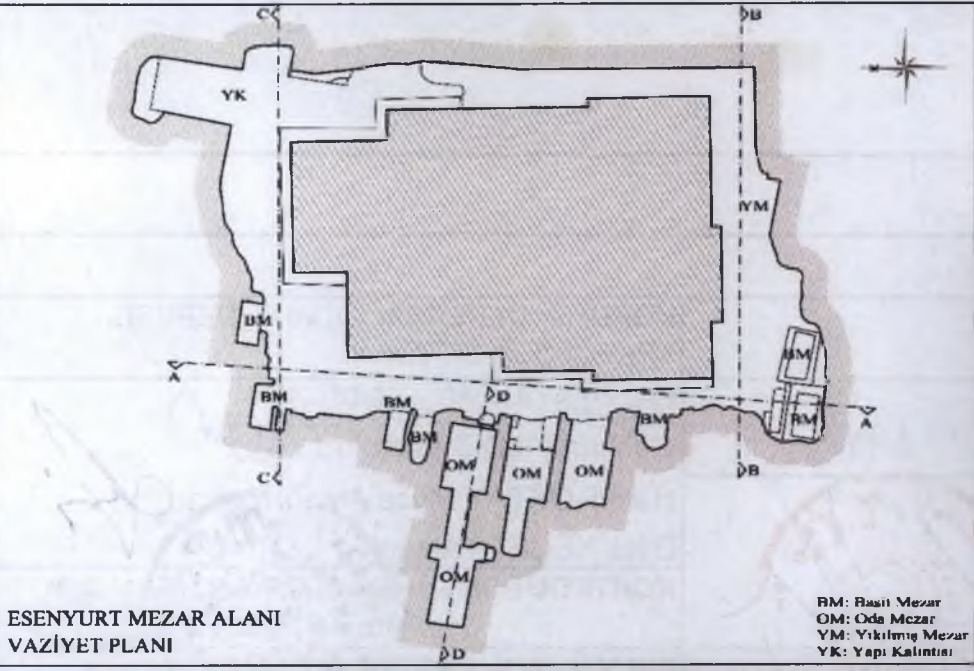 C B
YK
YM
BM
BM
A
BM
BM
D
BM
BM
BM
BM
A
C
OM
OM
OM
B
OM
D
ESENYURT MEZAR ALANI
VAZİYET PLANI
BM: Basit Mezar
OM: Oda Mezar
YM: Yıkılmış Mezar
YK: Yapı Kalıntısı